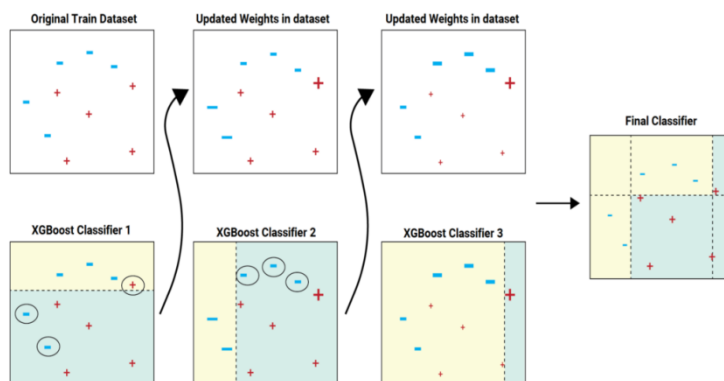 Original Train Dataset
Updated Weights in dataset
Updated Weights in dataset
Final Classifier
XGBoost Classifier 1
XGBoost Classifier 2
XGBoost Classifier 3